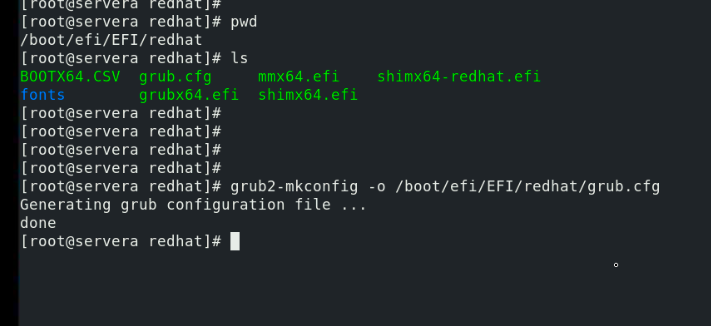 [root@servera redhat]#
[root@servera redhat]# pwd
/boot/efi/EFI/redhat
[root@servera redhat]# ls
BOOTX64.CSV  grub.cfg     mmx64.efi    shimx64-redhat.efi
fonts        grubx64.efi  shimx64.efi
[root@servera redhat]#
[root@servera redhat]#
[root@servera redhat]#
[root@servera redhat]#
[root@servera redhat]# grub2-mkconfig -o /boot/efi/EFI/redhat/grub.cfg
Generating grub configuration file ...
done
[root@servera redhat]#